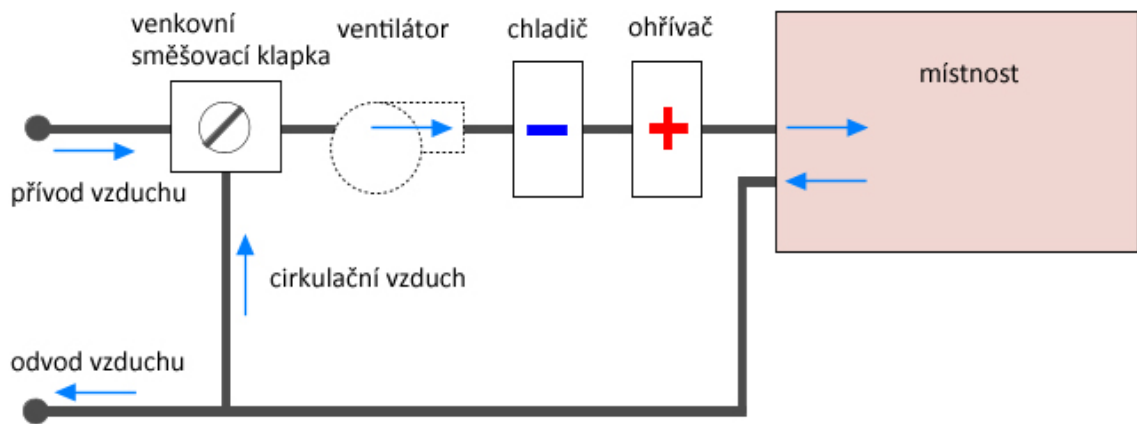 venkovní
směšovací klapka
ventilátor
chladič
ohřívač
místnost
přívod vzduchu
cirkulační vzduch
odvod vzduchu